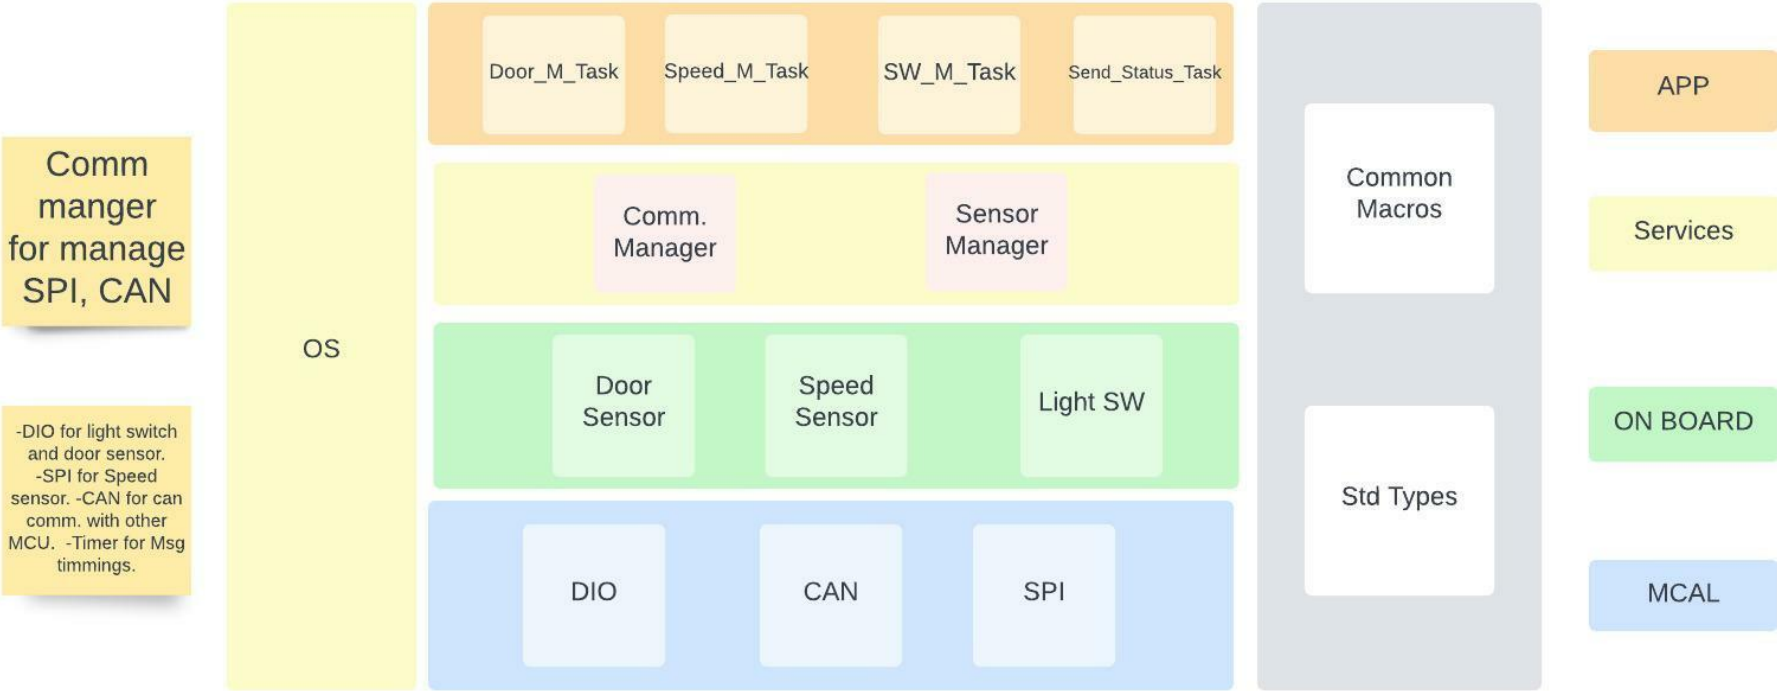 Comm
manger
for manage
SPI, CAN
-DIO for light switch
and door sensor.
-SPI for Speed
sensor. -CAN for can
comm. with other
MCU.  -Timer for Msg
timmings.
OS
Door_M_Task
Speed_M_Task
SW_M_Task
Send_Status_Task
Comm.
Manager
Sensor
Manager
Door
Sensor
Speed
Sensor
Light SW
DIO
CAN
SPI
Common
Macros
Std Types
APP
Services
ON BOARD
MCAL